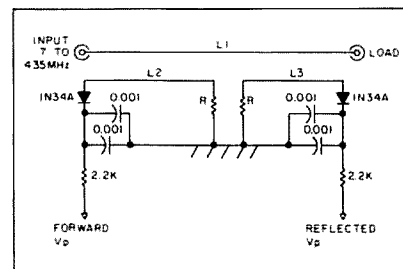 INPUT
7 TO
435MHz
L1
LOAD
L2
L3
IN34A
0.001
R
R
0.001
IN34A
0.001
0.001
2.2K
2.2K
FORWARD
Vp
REFLECTED
Vp